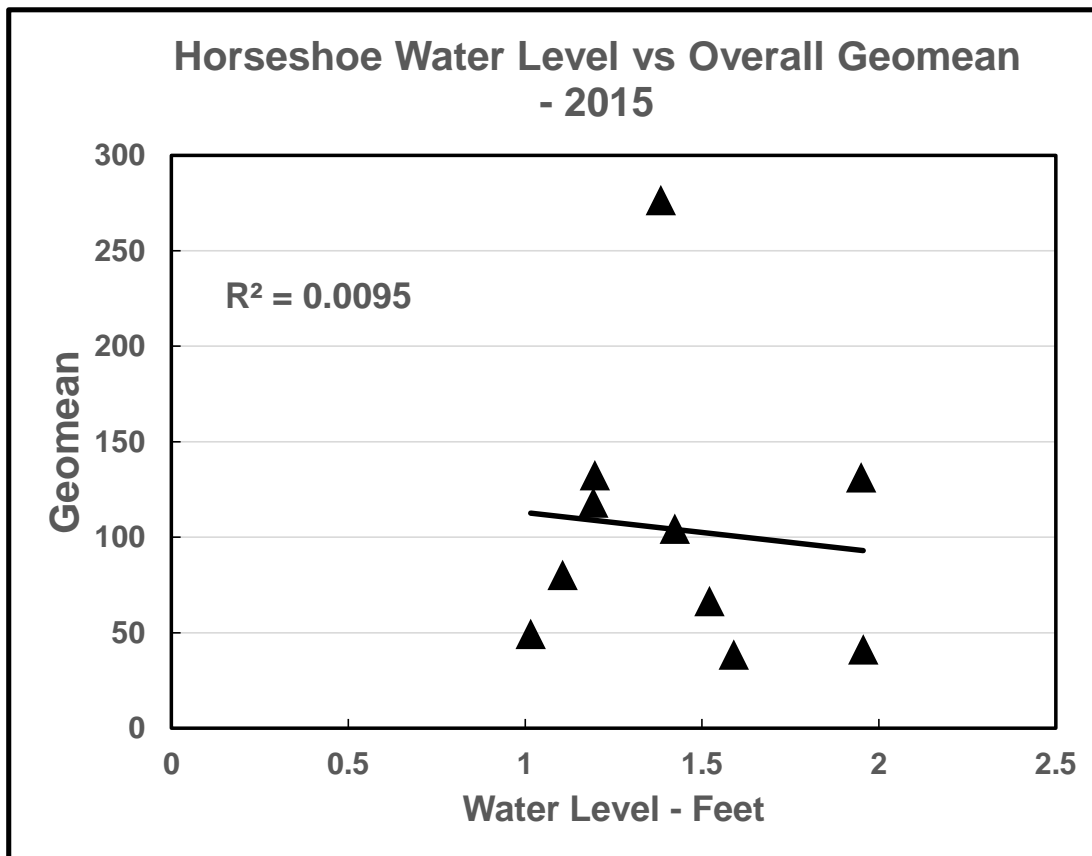 Horseshoe Water Level vs Overall Geomean
- 2015
300
250
R² = 0.0095
200
150
100
50
0
Geomean
0 0.5 1 1.5 2 2.5
Water Level - Feet